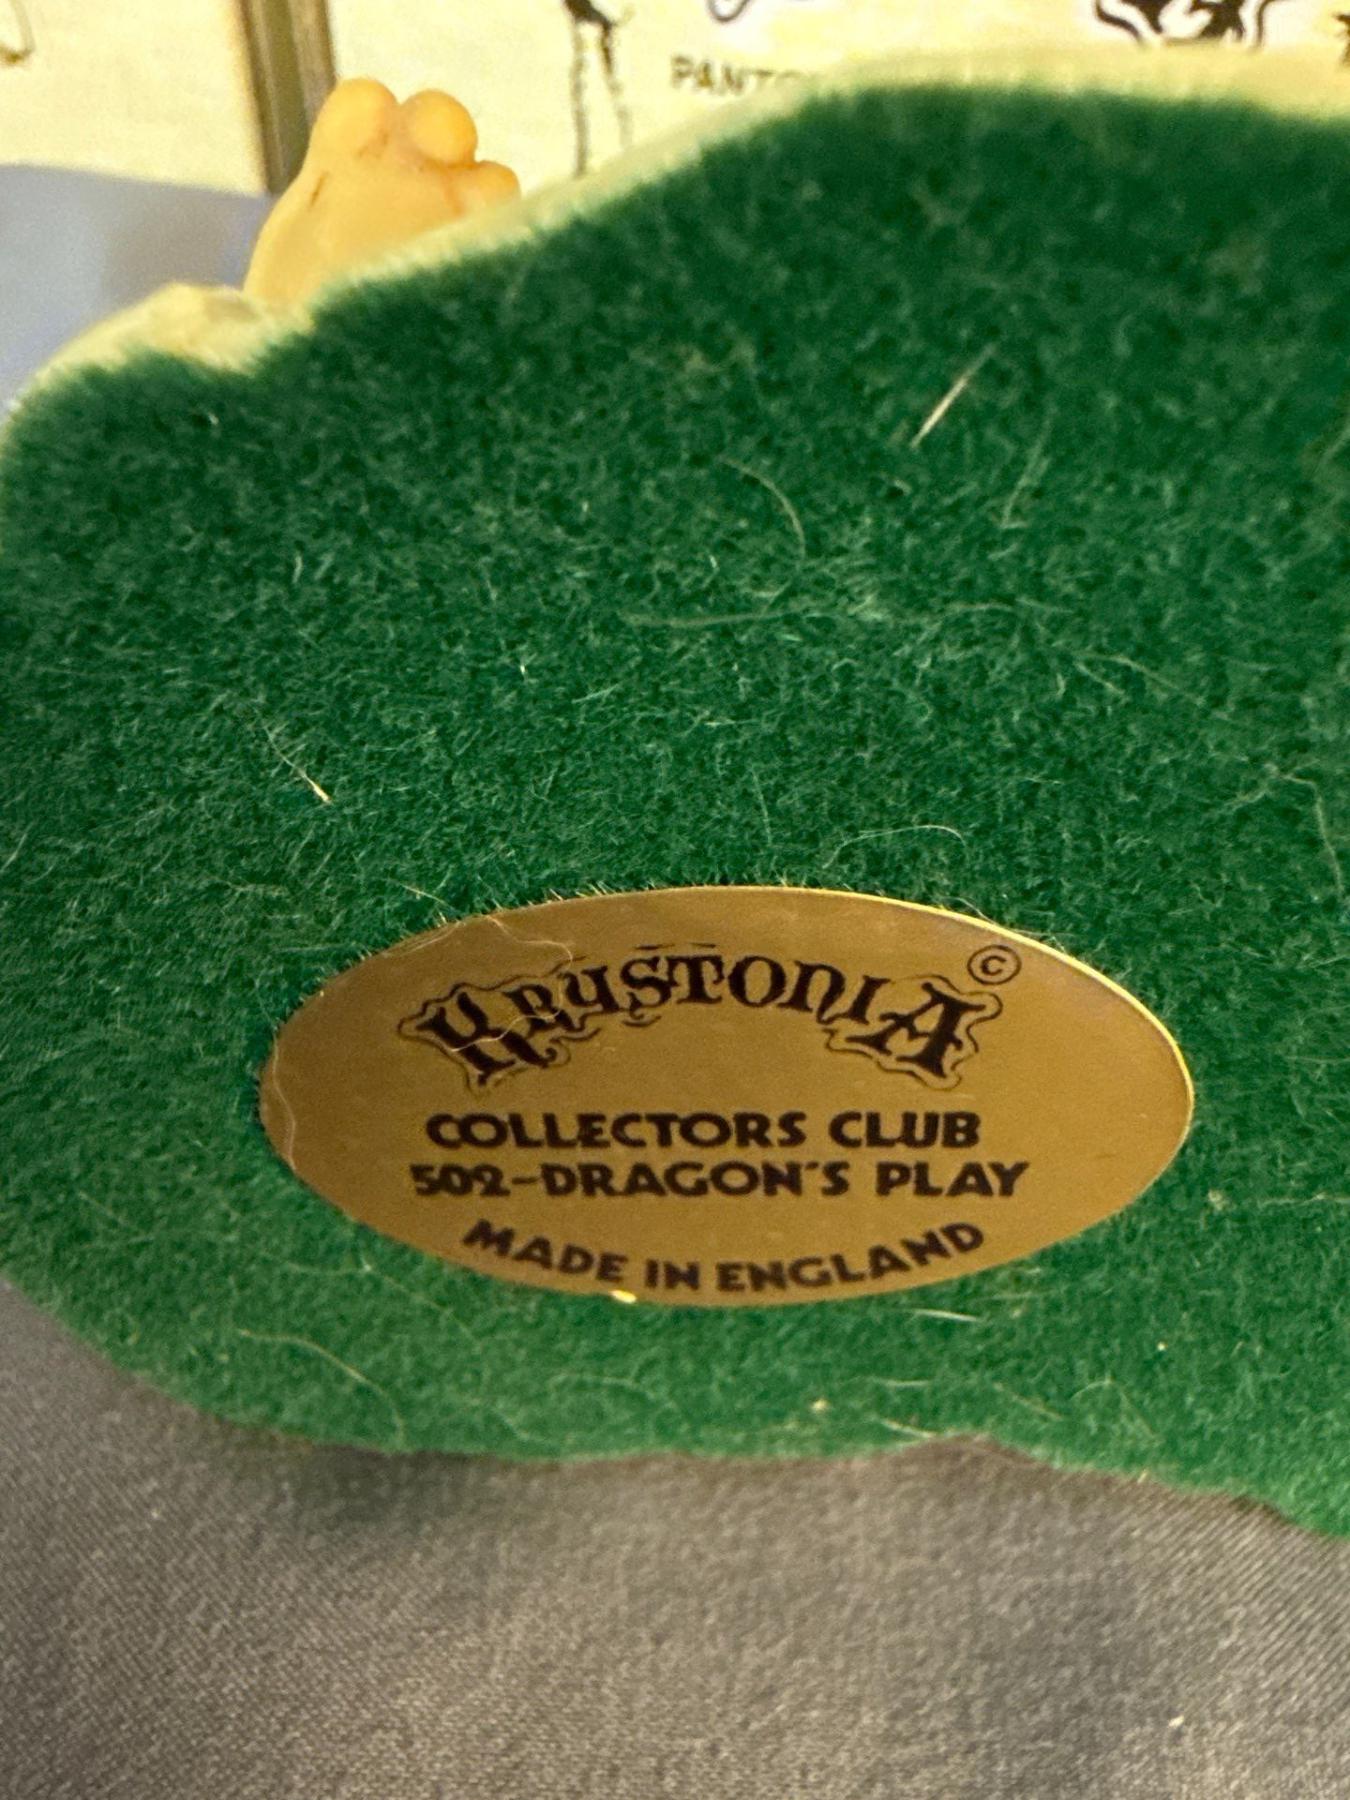 KRYSTONIA ©
COLLECTORS CLUB
502-DRAGON'S PLAY
MADE IN ENGLAND